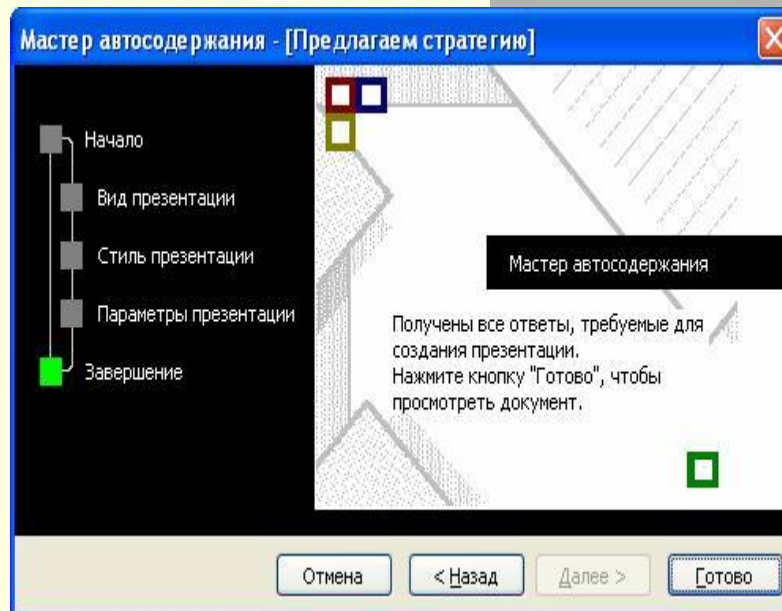 Мастер автосодержания - [Предлагаем стратегию]
Начало
Вид презентации
Стиль презентации
Параметры презентации
Завершение
Мастер автосодержания
Получены все ответы, требуемые для
создания презентации.
Нажмите кнопку "Готово", чтобы
просмотреть документ.
Отмена
< Назад
Далее >
Готово